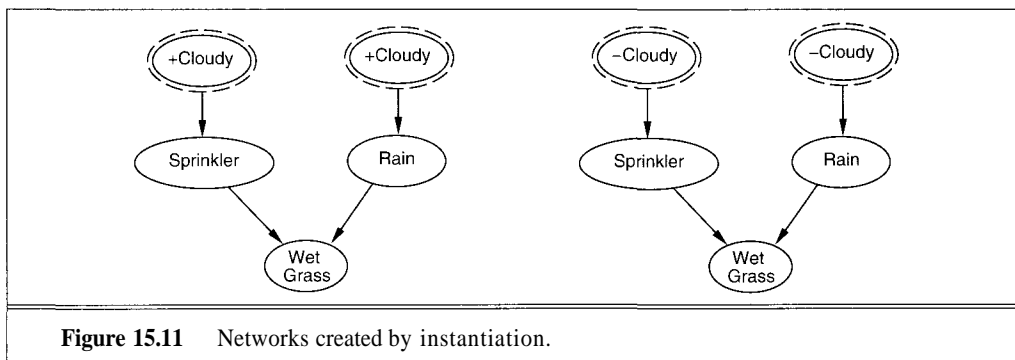 +Cloudy +Cloudy −Cloudy −Cloudy
Sprinkler Rain Sprinkler Rain
Wet Wet
Grass Grass
Figure 15.11 Networks created by instantiation.